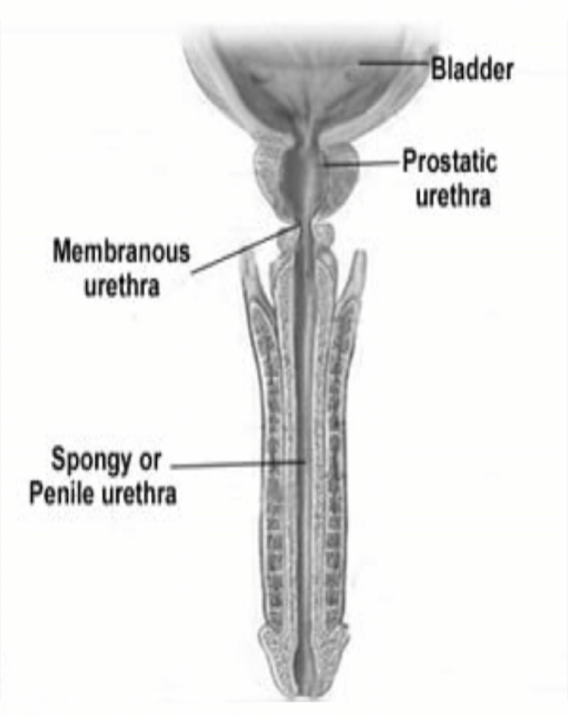 Bladder
Prostatic
urethra
Membranous
urethra
Spongy or
Penile urethra